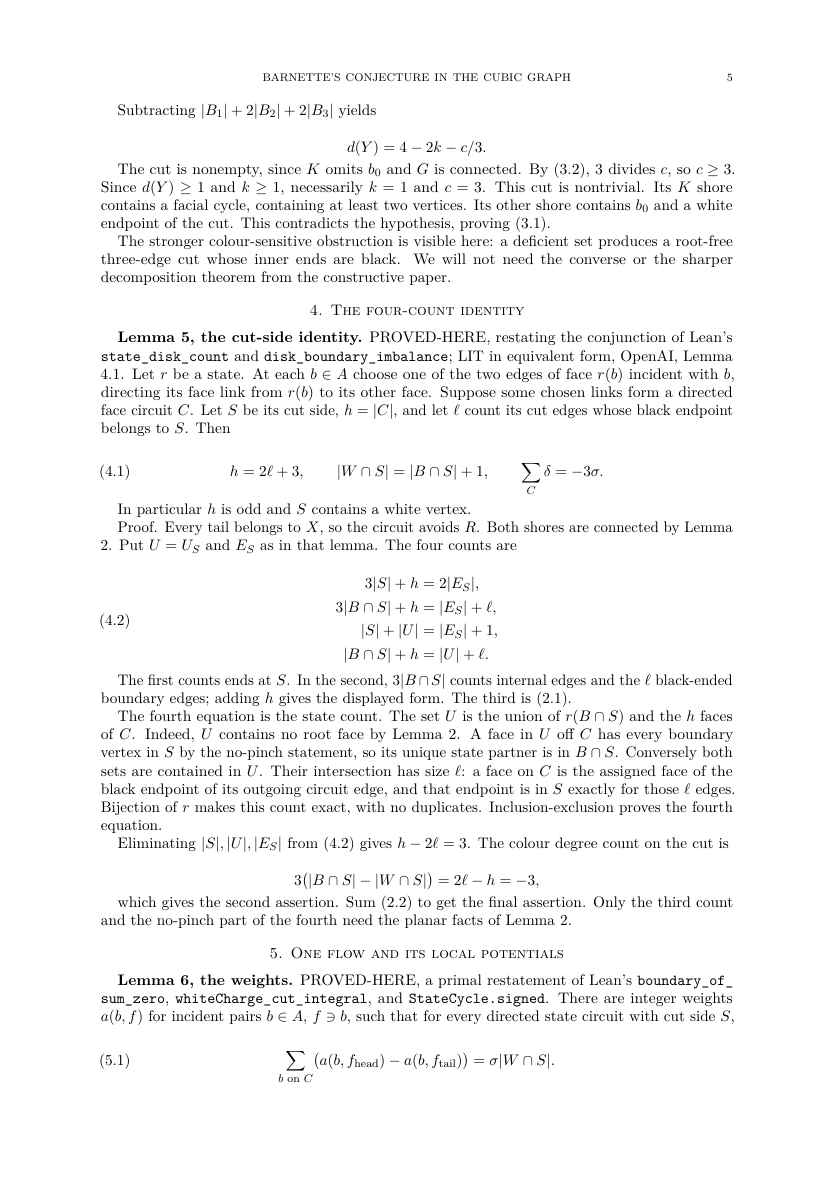 BARNETTE'S CONJECTURE IN THE CUBIC GRAPH 5
Subtracting |B₁| + 2|B₂| + 2|B₃| yields
d(Y) = 4 − 2k − c/3.
The cut is nonempty, since K omits b₀ and G is connected. By (3.2), 3 divides c, so c ≥ 3.
Since d(Y) ≥ 1 and k ≥ 1, necessarily k = 1 and c = 3. This cut is nontrivial. Its K shore
contains a facial cycle, containing at least two vertices. Its other shore contains b₀ and a white
endpoint of the cut. This contradicts the hypothesis, proving (3.1).
The stronger colour-sensitive obstruction is visible here: a deficient set produces a root-free
three-edge cut whose inner ends are black. We will not need the converse or the sharper
decomposition theorem from the constructive paper.
4. The four-count identity
Lemma 5, the cut-side identity. PROVED-HERE, restating the conjunction of Lean's
state_disk_count and disk_boundary_imbalance; LIT in equivalent form, OpenAI, Lemma
4.1. Let r be a state. At each b ∈ A choose one of the two edges of face r(b) incident with b,
directing its face link from r(b) to its other face. Suppose some chosen links form a directed
face circuit C. Let S be its cut side, h = |C|, and let ℓ count its cut edges whose black endpoint
belongs to S. Then
(4.1) h = 2ℓ + 3, |W ∩ S| = |B ∩ S| + 1, ∑_C δ = −3σ.
In particular h is odd and S contains a white vertex.
Proof. Every tail belongs to X, so the circuit avoids R. Both shores are connected by Lemma
2. Put U = U_S and E_S as in that lemma. The four counts are
3|S| + h = 2|E_S|,
3|B ∩ S| + h = |E_S| + ℓ,
(4.2)
|S| + |U| = |E_S| + 1,
|B ∩ S| + h = |U| + ℓ.
The first counts ends at S. In the second, 3|B ∩ S| counts internal edges and the ℓ black-ended
boundary edges; adding h gives the displayed form. The third is (2.1).
The fourth equation is the state count. The set U is the union of r(B ∩ S) and the h faces
of C. Indeed, U contains no root face by Lemma 2. A face in U off C has every boundary
vertex in S by the no-pinch statement, so its unique state partner is in B ∩ S. Conversely both
sets are contained in U. Their intersection has size ℓ: a face on C is the assigned face of the
black endpoint of its outgoing circuit edge, and that endpoint is in S exactly for those ℓ edges.
Bijection of r makes this count exact, with no duplicates. Inclusion-exclusion proves the fourth
equation.
Eliminating |S|, |U|, |E_S| from (4.2) gives h − 2ℓ = 3. The colour degree count on the cut is
3(|B ∩ S| − |W ∩ S|) = 2ℓ − h = −3,
which gives the second assertion. Sum (2.2) to get the final assertion. Only the third count
and the no-pinch part of the fourth need the planar facts of Lemma 2.
5. One flow and its local potentials
Lemma 6, the weights. PROVED-HERE, a primal restatement of Lean's boundary_of_
sum_zero, whiteCharge_cut_integral, and StateCycle.signed. There are integer weights
a(b, f) for incident pairs b ∈ A, f ∋ b, such that for every directed state circuit with cut side S,
(5.1) ∑_{b on C} (a(b, f_head) − a(b, f_tail)) = σ|W ∩ S|.